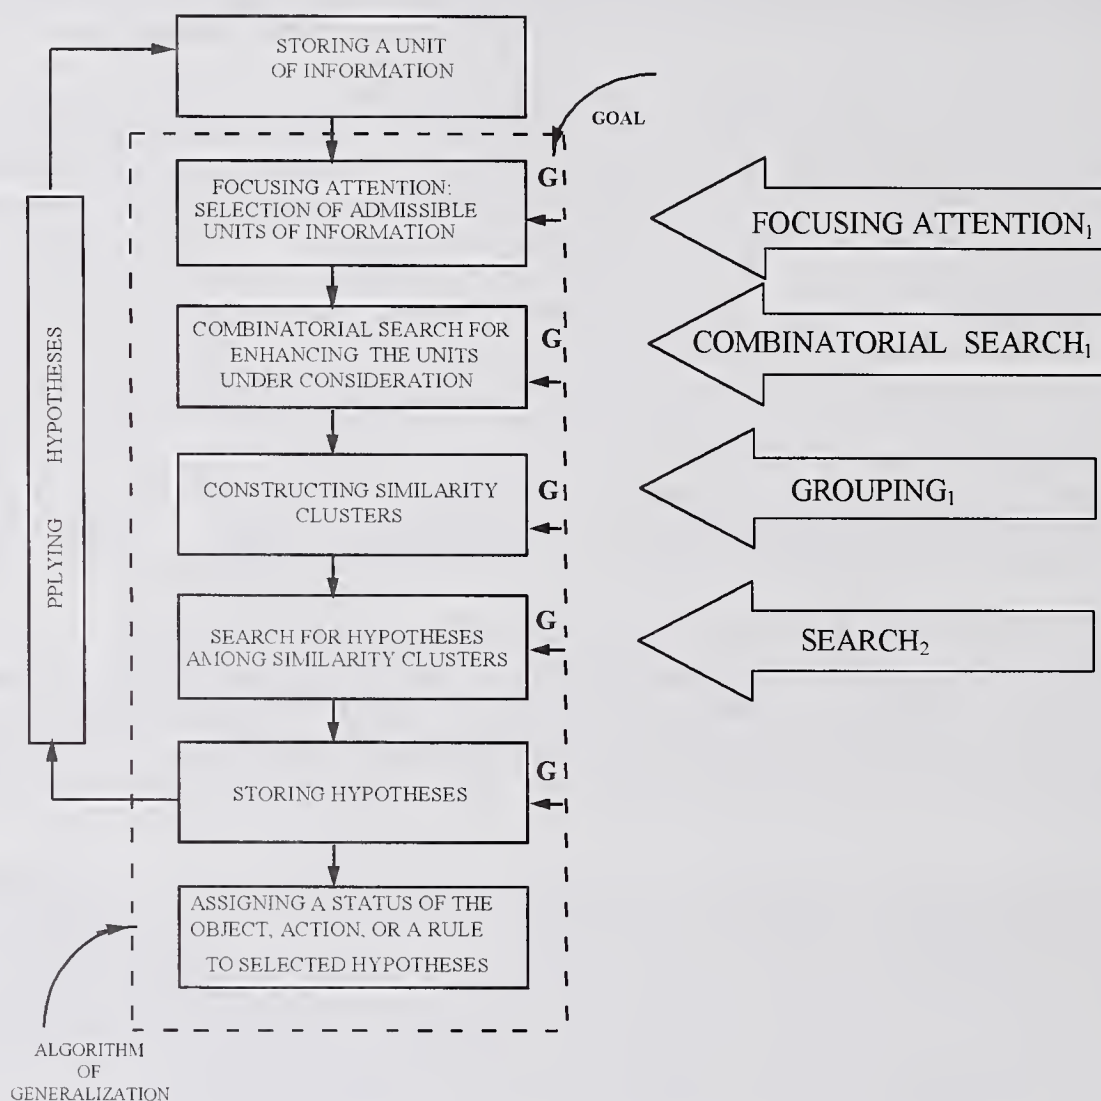 STORING A UNIT
OF INFORMATION
GOAL
G
FOCUSING ATTENTION:
SELECTION OF ADMISSIBLE
UNITS OF INFORMATION
FOCUSING ATTENTION₁
G
COMBINATORIAL SEARCH FOR
ENHANCING THE UNITS
UNDER CONSIDERATION
COMBINATORIAL SEARCH₁
PPLYING HYPOTHESES
G
CONSTRUCTING SIMILARITY
CLUSTERS
GROUPING₁
G
SEARCH FOR HYPOTHESES
AMONG SIMILARITY CLUSTERS
SEARCH₂
G
STORING HYPOTHESES
ASSIGNING A STATUS OF THE
OBJECT, ACTION, OR A RULE
TO SELECTED HYPOTHESES
ALGORITHM
OF
GENERALIZATION